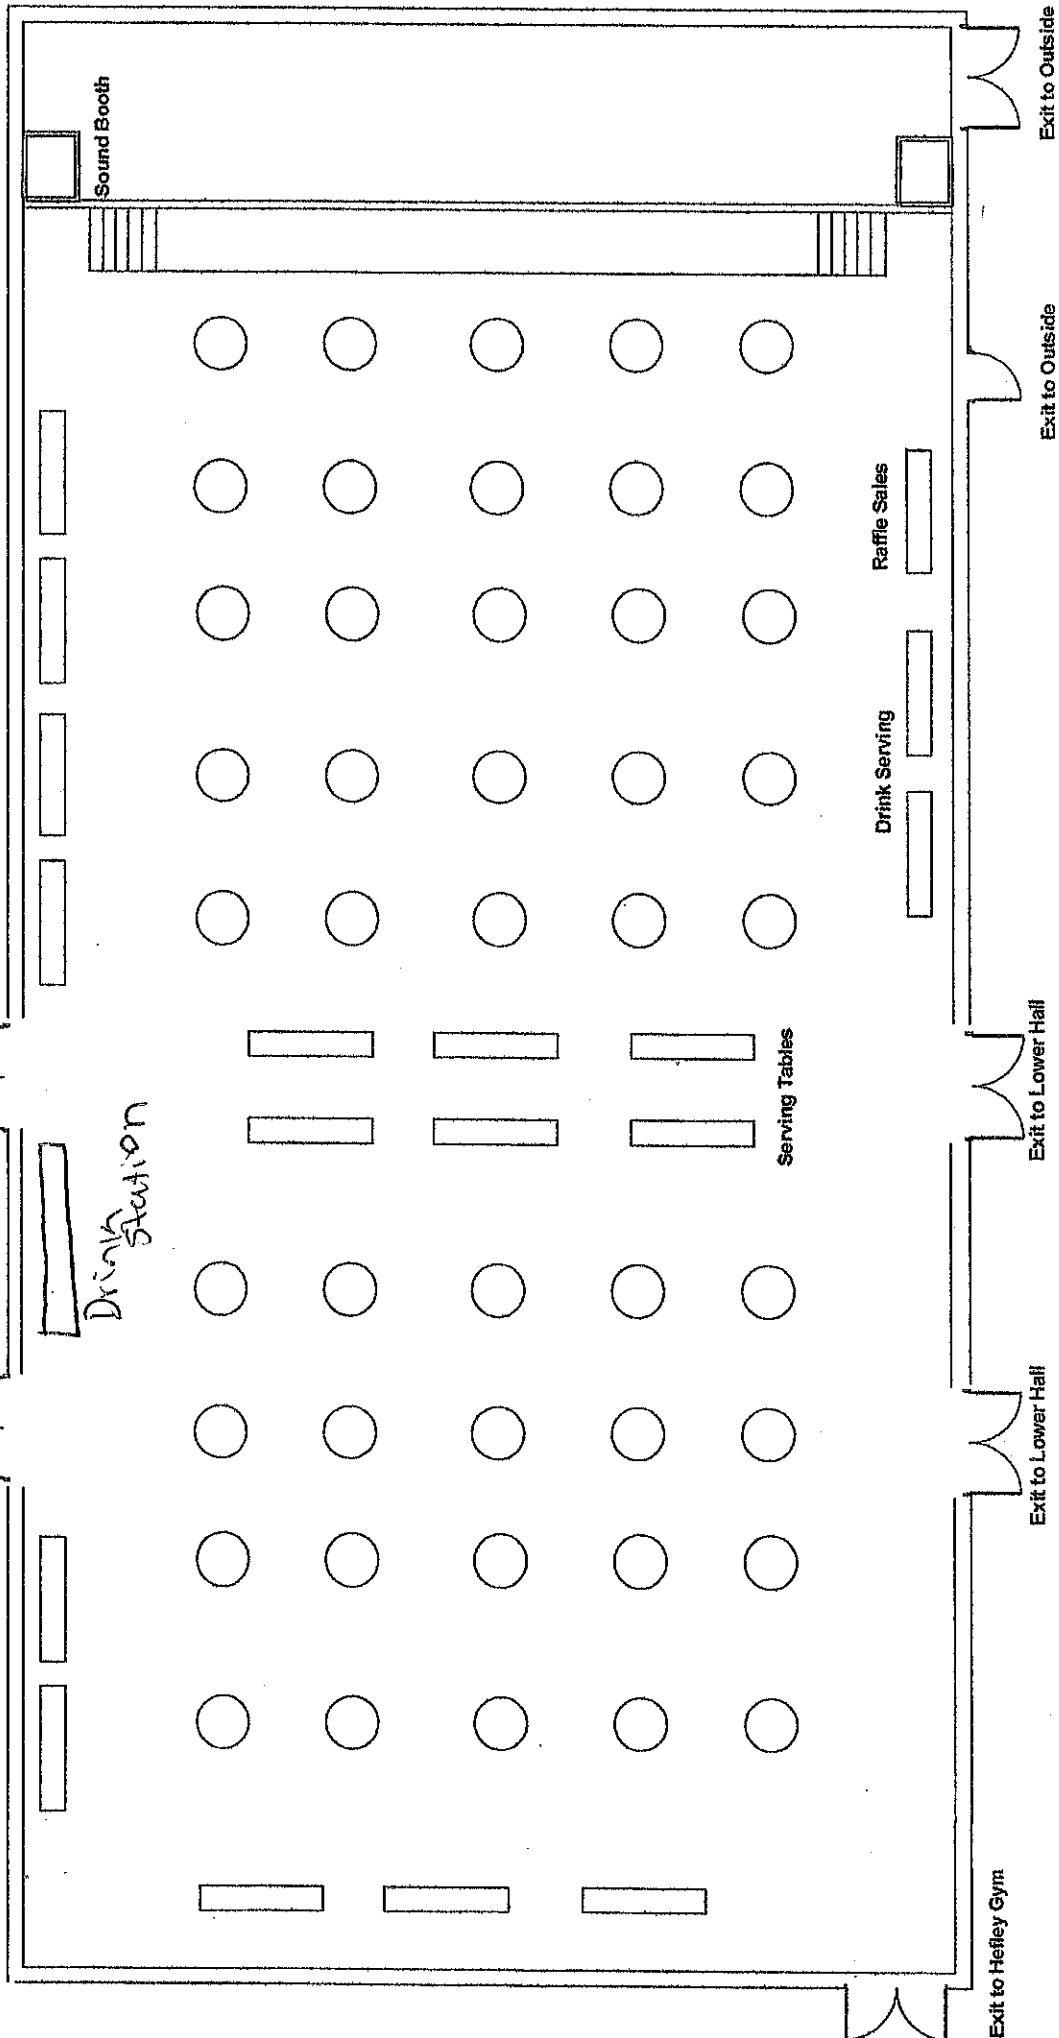 Sound Booth
Exit to Outside
Exit to Outside
Raffle Sales
Drink Serving
Serving Tables
Drink
Station
Exit to Lower Hall
Exit to Lower Hall
Exit to Hefley Gym